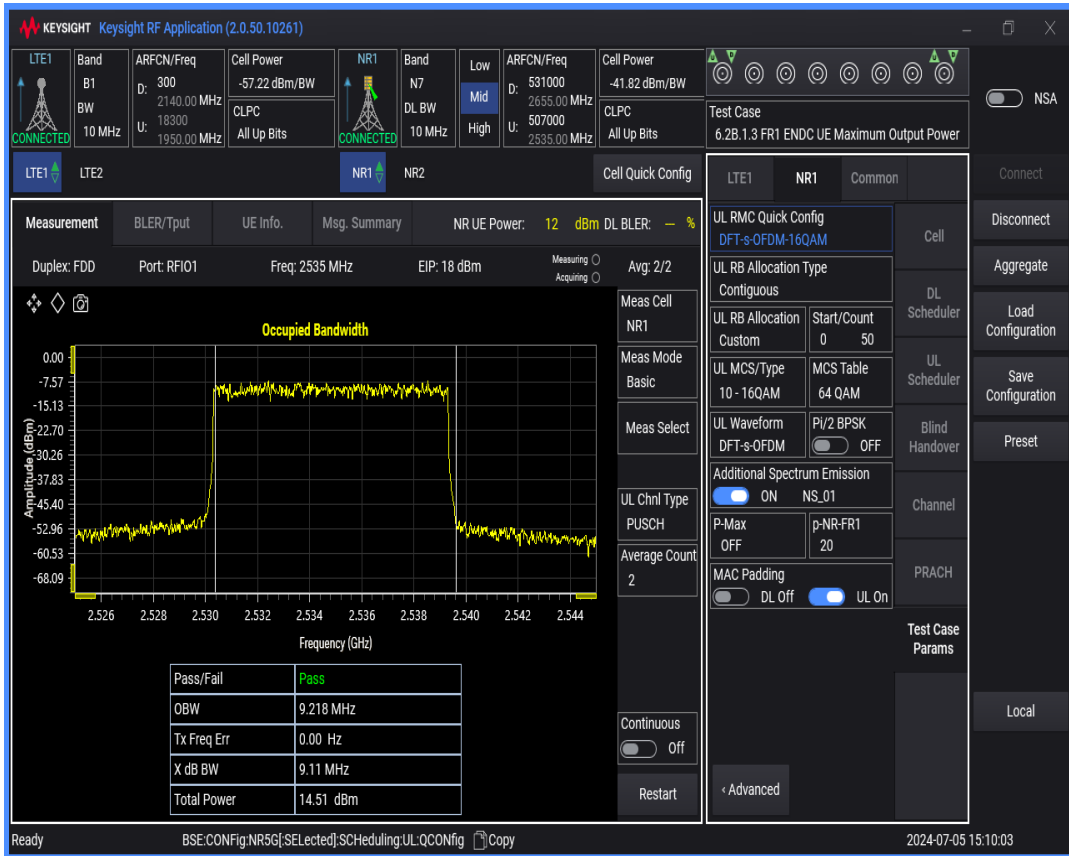 KEYSIGHT Keysight RF Application (2.0.50.10261)
LTE1
CONNECTED
Band
B1
BW
10 MHz
ARFCN/Freq
D: 300
2140.00 MHz
U: 18300
1950.00 MHz
Cell Power
-57.22 dBm/BW
CLPC
All Up Bits
NR1
CONNECTED
Band
N7
DL BW
10 MHz
Low
Mid
High
ARFCN/Freq
D: 531000
2655.00 MHz
U: 507000
2535.00 MHz
Cell Power
-41.82 dBm/BW
CLPC
All Up Bits
Test Case
6.2B.1.3 FR1 ENDC UE Maximum Output Power
NSA
LTE1 LTE2 NR1 NR2 Cell Quick Config
Measurement BLER/Tput UE Info. Msg. Summary NR UE Power: 12 dBm DL BLER: — %
Duplex: FDD Port: RFIO1 Freq: 2535 MHz EIP: 18 dBm Measuring Avg: 2/2
Acquiring
Occupied Bandwidth
Amplitude (dBm)
0.00
-7.57
-15.13
-22.70
-30.26
-37.83
-45.40
-52.96
-60.53
-68.09
2.526 2.528 2.530 2.532 2.534 2.536 2.538 2.540 2.542 2.544
Frequency (GHz)
Pass/Fail Pass
OBW 9.218 MHz
Tx Freq Err 0.00 Hz
X dB BW 9.11 MHz
Total Power 14.51 dBm
Meas Cell
NR1
Meas Mode
Basic
Meas Select
UL Chnl Type
PUSCH
Average Count
2
Continuous
Off
Restart
LTE1 NR1 Common
UL RMC Quick Config
DFT-s-OFDM-16QAM
UL RB Allocation Type
Contiguous
UL RB Allocation Start/Count
Custom 0 50
UL MCS/Type MCS Table
10 - 16QAM 64 QAM
UL Waveform Pi/2 BPSK
DFT-s-OFDM OFF
Additional Spectrum Emission
ON NS_01
P-Max p-NR-FR1
OFF 20
MAC Padding
DL Off UL On
‹ Advanced
Cell
DL
Scheduler
UL
Scheduler
Blind
Handover
Channel
PRACH
Test Case
Params
Connect
Disconnect
Aggregate
Load
Configuration
Save
Configuration
Preset
Local
Ready BSE:CONFig:NR5G[:SELected]:SCHeduling:UL:QCONfig Copy 2024-07-05 15:10:03